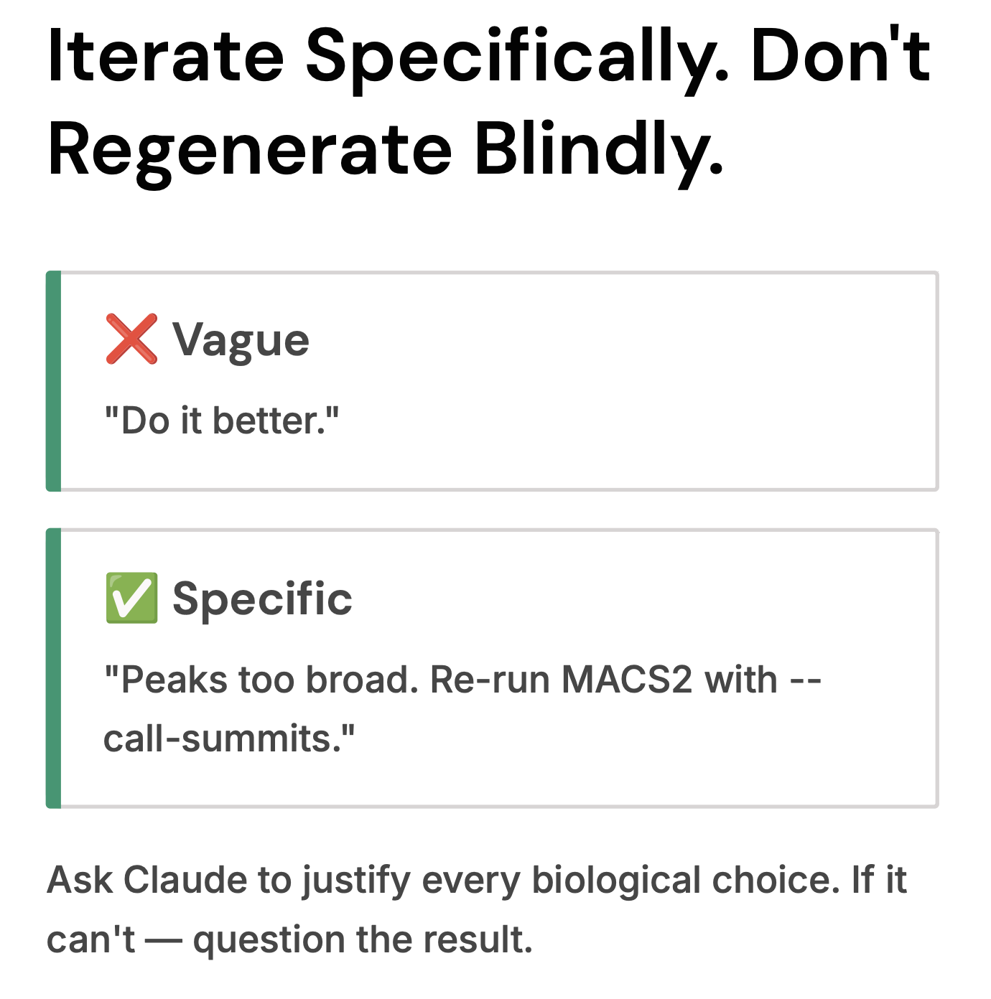 Iterate Specifically. Don't
Regenerate Blindly.
❌ Vague
"Do it better."
✅ Specific
"Peaks too broad. Re-run MACS2 with --
call-summits."
Ask Claude to justify every biological choice. If it
can't — question the result.